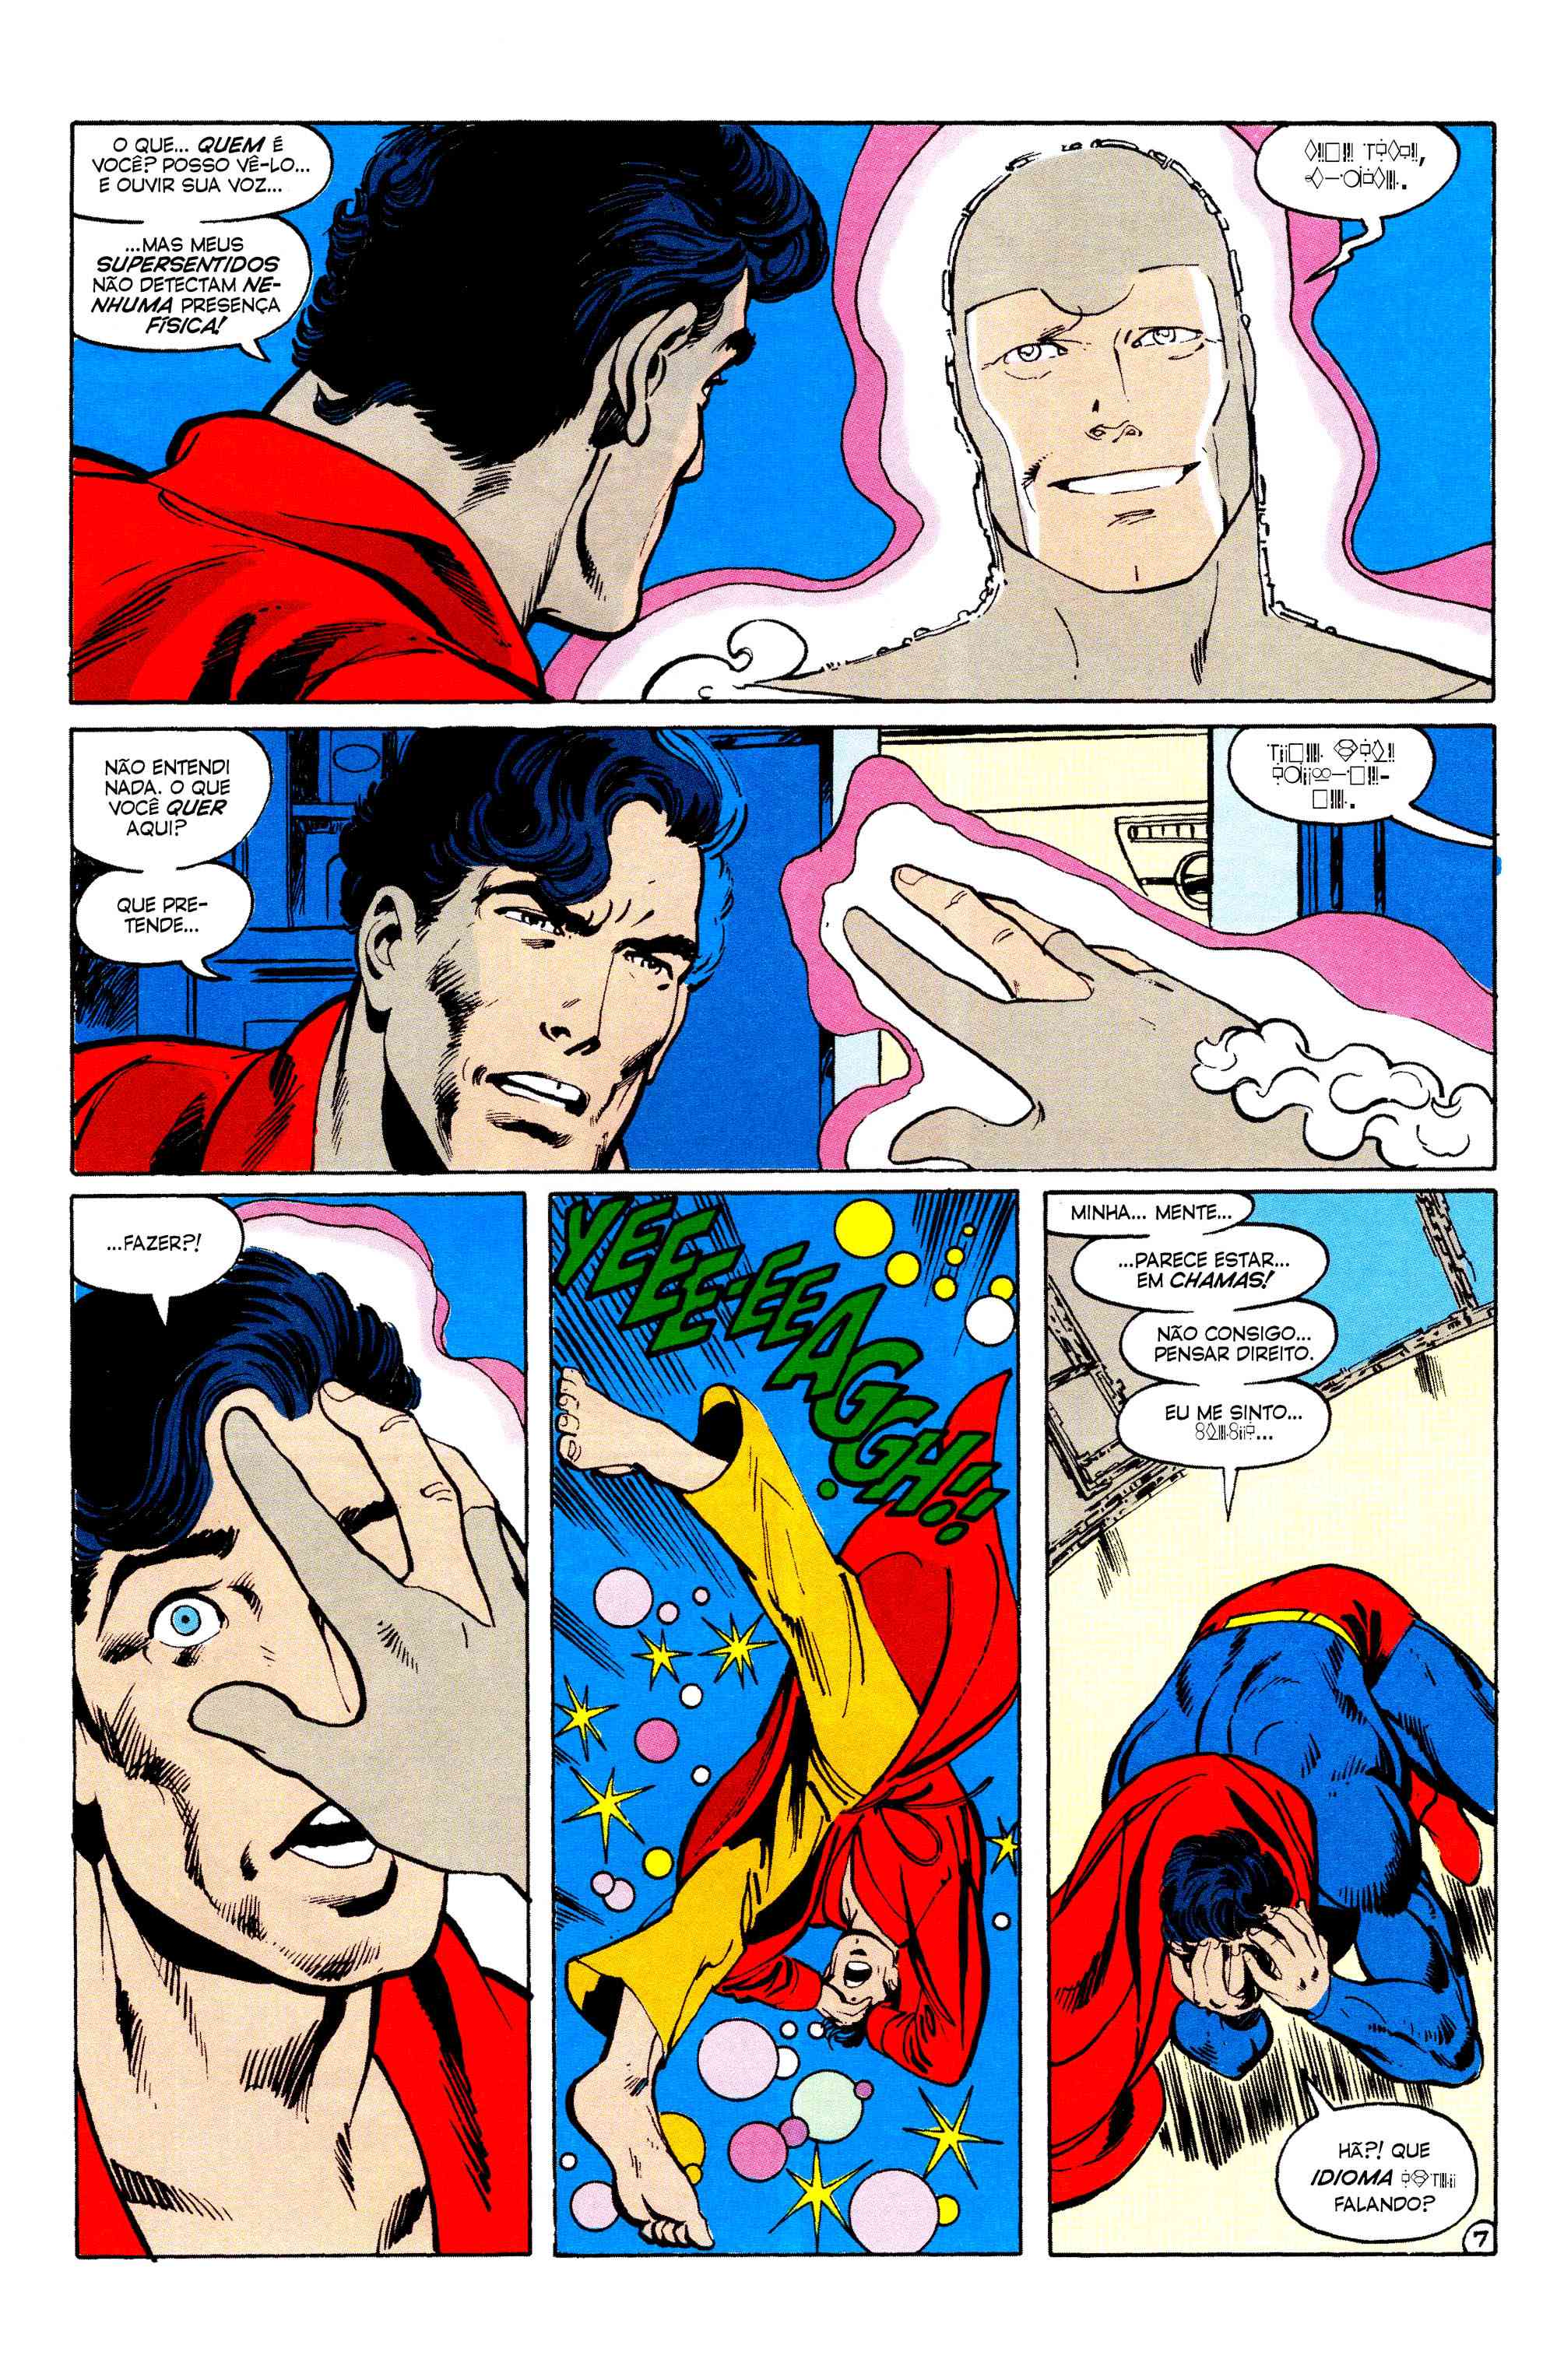 O QUE... QUEM É
VOCÊ? POSSO VÊ-LO...
E OUVIR SUA VOZ...
...MAS MEUS
SUPERSENTIDOS
NÃO DETECTAM NE-
NHUMA PRESENÇA
FÍSICA!
NÃO ENTENDI
NADA. O QUE
VOCÊ QUER
AQUI?
QUE PRE-
TENDE...
...FAZER?!
YEEE-EEAGGH!!
MINHA... MENTE...
...PARECE ESTAR...
EM CHAMAS!
NÃO CONSIGO...
PENSAR DIREITO.
EU ME SINTO...
HÃ?! QUE
IDIOMA
FALANDO?
7